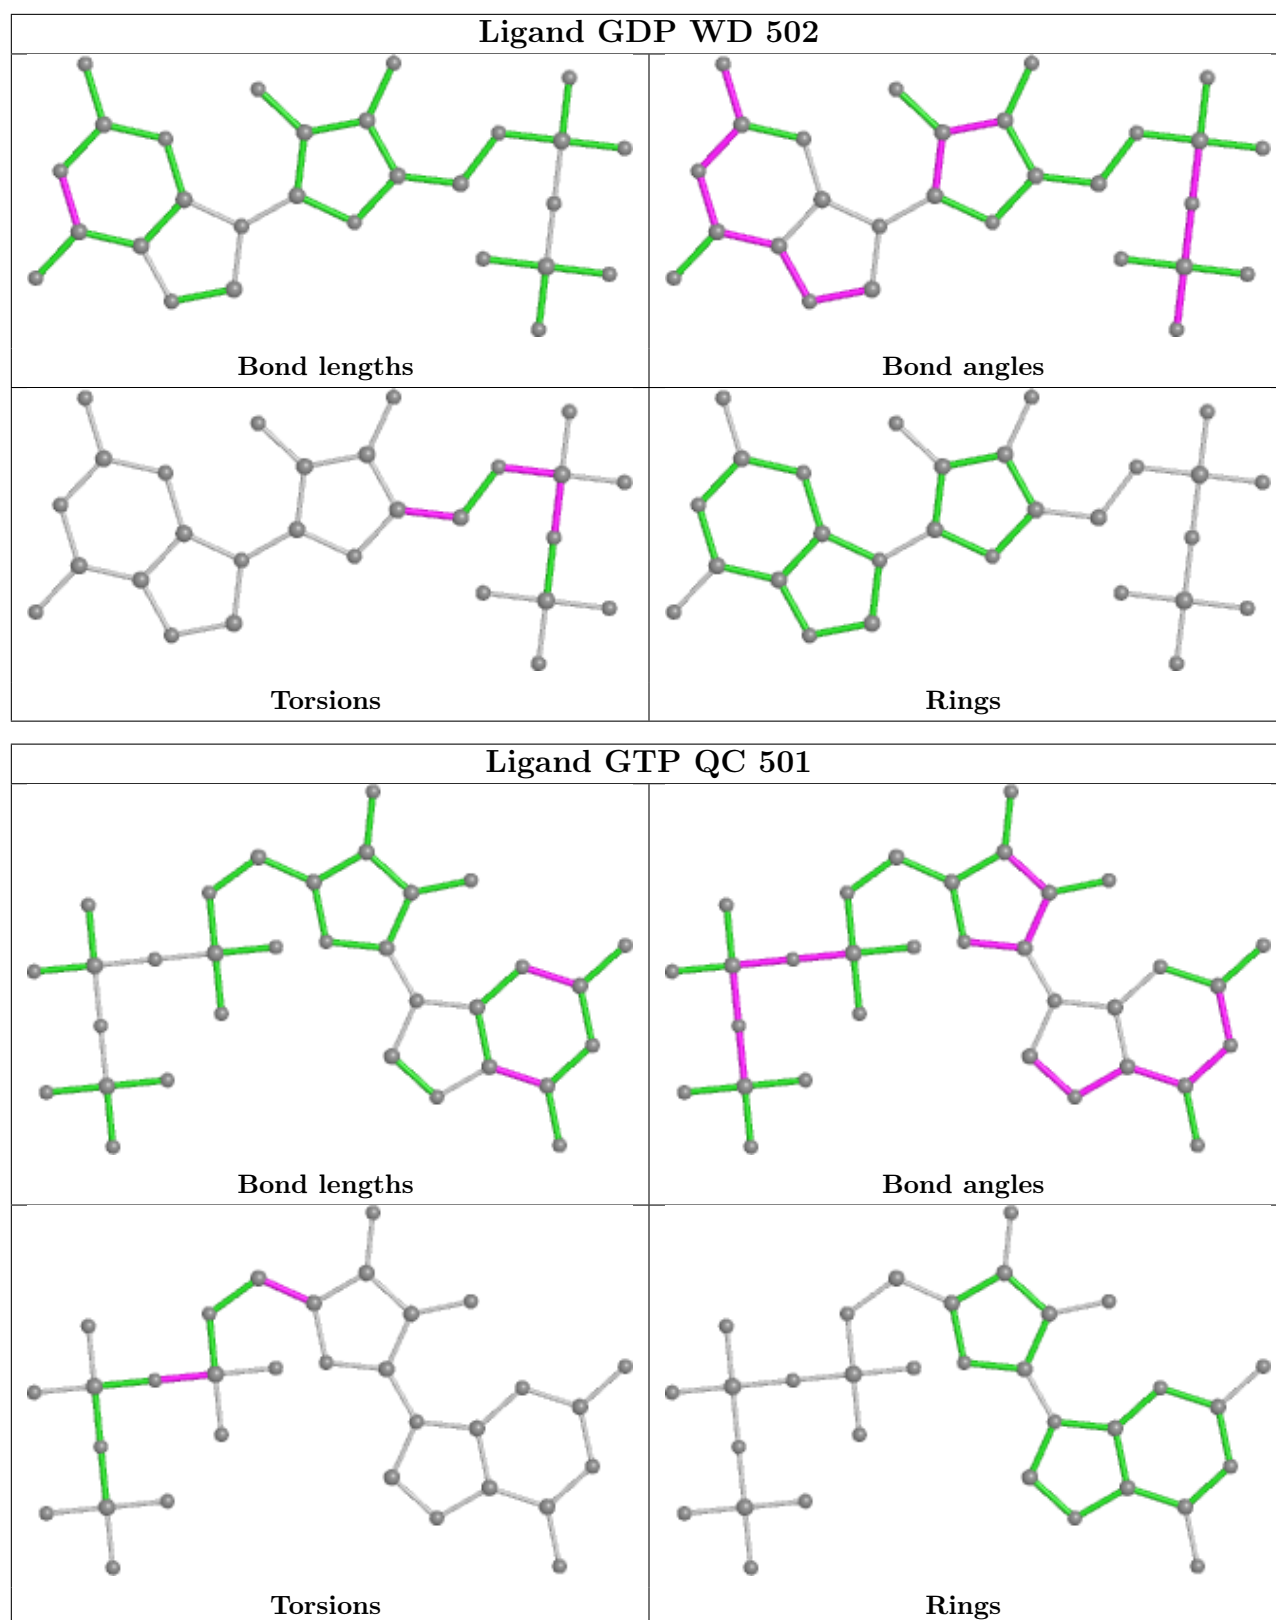 Ligand GDP WD 502
Bond lengths
Bond angles
Torsions
Rings
Ligand GTP QC 501
Bond lengths
Bond angles
Torsions
Rings